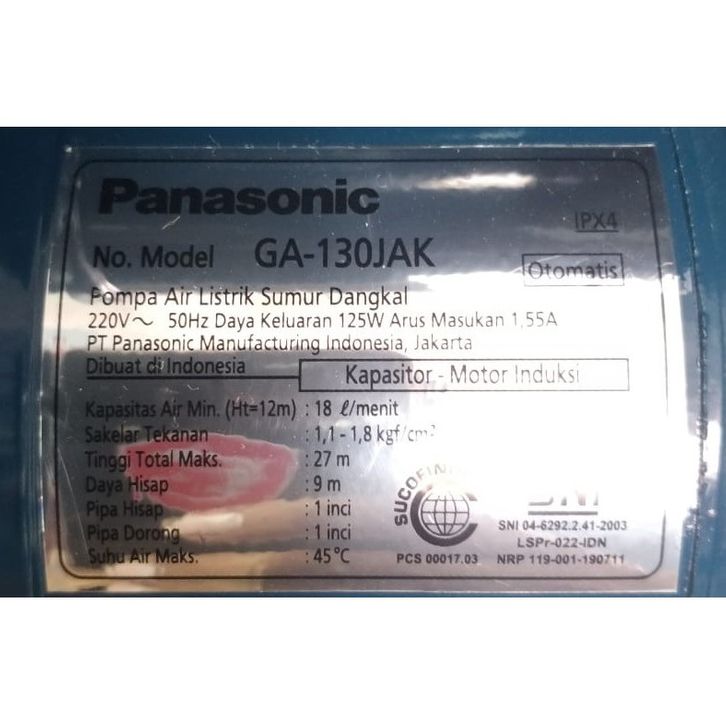 Panasonic
IPX4
No. Model GA-130JAK
Otomatis
Pompa Air Listrik Sumur Dangkal
220V~ 50Hz Daya Keluaran 125W Arus Masukan 1,55A
PT Panasonic Manufacturing Indonesia, Jakarta
Dibuat di Indonesia
Kapasitor - Motor Induksi
Kapasitas Air Min. (Ht=12m) : 18 ℓ/menit
Sakelar Tekanan : 1,1 - 1,8 kgf/cm²
Tinggi Total Maks. : 27 m
Daya Hisap : 9 m
Pipa Hisap : 1 inci
Pipa Dorong : 1 inci
Suhu Air Maks. : 45°C
SNI
SNI 04-6292.2.41-2003
LSPr-022-IDN
PCS 00017.03
NRP 119-001-190711